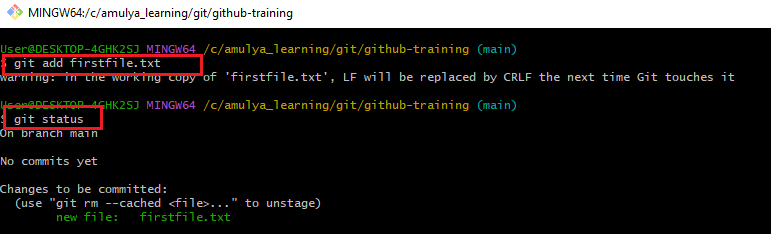 MINGW64:/c/amulya_learning/git/github-training
User@DESKTOP-4GHK2SJ MINGW64 /c/amulya_learning/git/github-training (main)
$ git add firstfile.txt
warning: in the working copy of 'firstfile.txt', LF will be replaced by CRLF the next time Git touches it
User@DESKTOP-4GHK2SJ MINGW64 /c/amulya_learning/git/github-training (main)
$ git status
On branch main
No commits yet
Changes to be committed:
(use "git rm --cached <file>..." to unstage)
new file: firstfile.txt